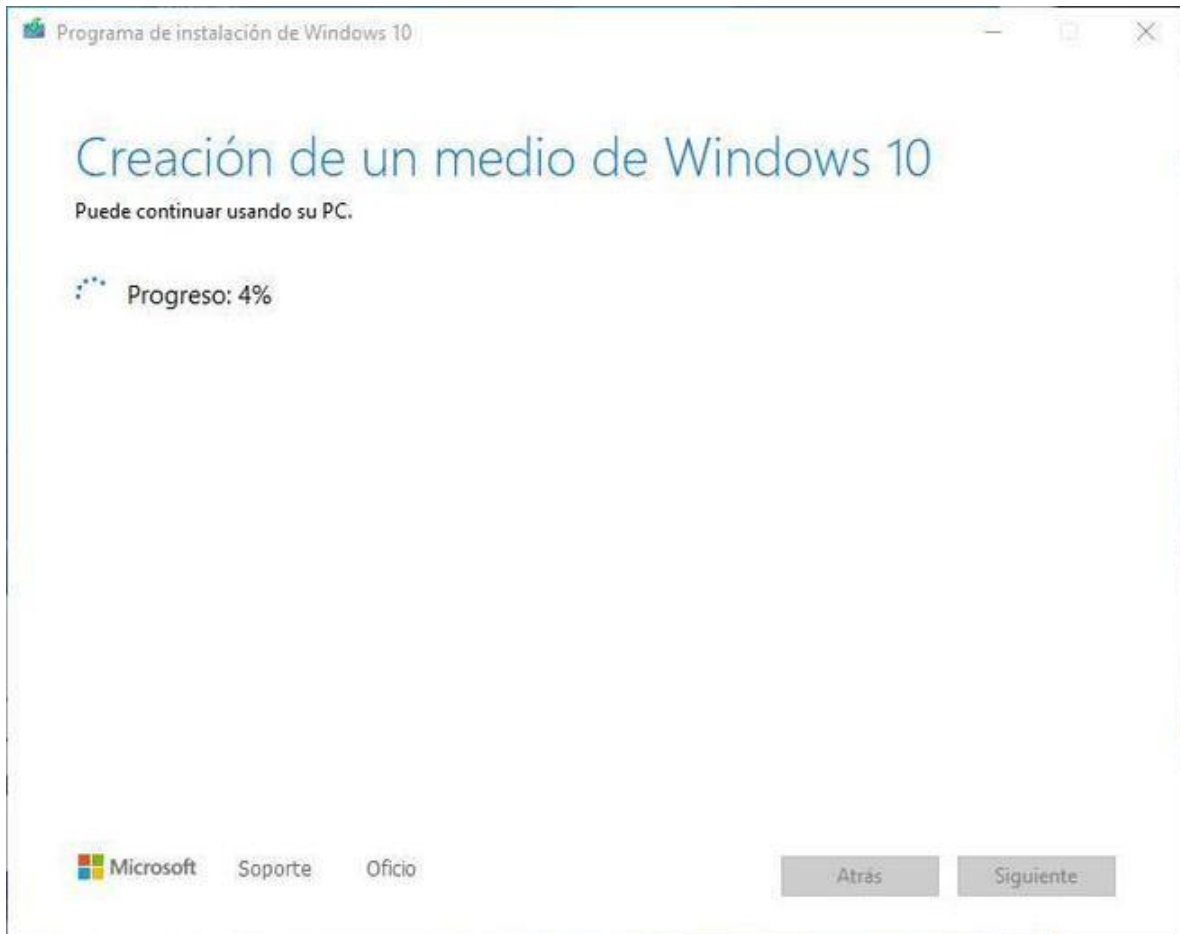 Programa de instalación de Windows 10
Creación de un medio de Windows 10
Puede continuar usando su PC.
Progreso: 4%
Microsoft Soporte Oficio Atrás Siguiente